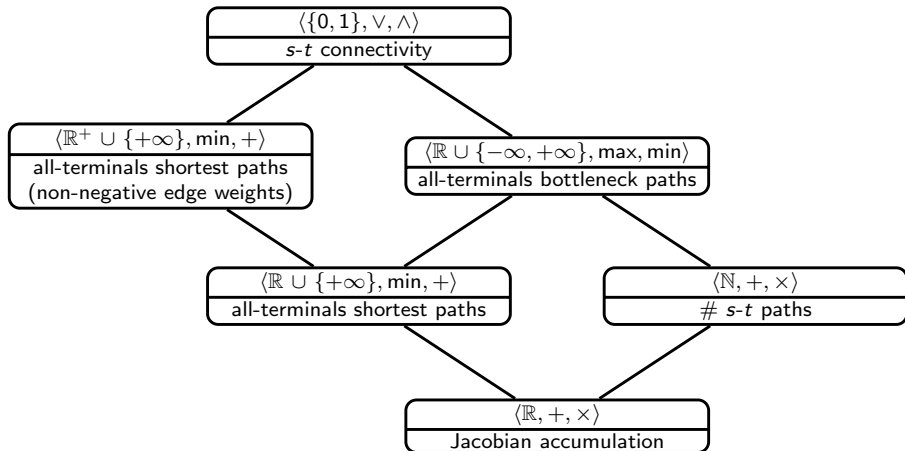 ⟨{0, 1}, ∨, ∧⟩
s-t connectivity
⟨ℝ⁺ ∪ {+∞}, min, +⟩
all-terminals shortest paths
(non-negative edge weights)
⟨ℝ ∪ {−∞, +∞}, max, min⟩
all-terminals bottleneck paths
⟨ℝ ∪ {+∞}, min, +⟩
all-terminals shortest paths
⟨ℕ, +, ×⟩
# s-t paths
⟨ℝ, +, ×⟩
Jacobian accumulation